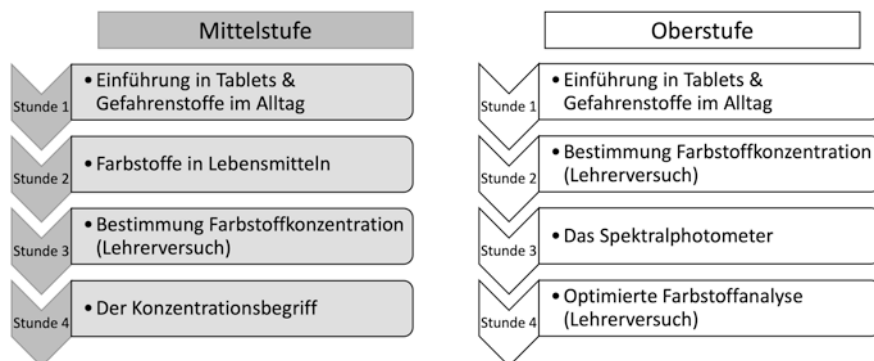 Mittelstufe
Stunde 1
• Einführung in Tablets &
Gefahrenstoffe im Alltag
Stunde 2
• Farbstoffe in Lebensmitteln
Stunde 3
• Bestimmung Farbstoffkonzentration
(Lehrerversuch)
Stunde 4
• Der Konzentrationsbegriff
Oberstufe
Stunde 1
• Einführung in Tablets &
Gefahrenstoffe im Alltag
Stunde 2
• Bestimmung Farbstoffkonzentration
(Lehrerversuch)
Stunde 3
• Das Spektralphotometer
Stunde 4
• Optimierte Farbstoffanalyse
(Lehrerversuch)